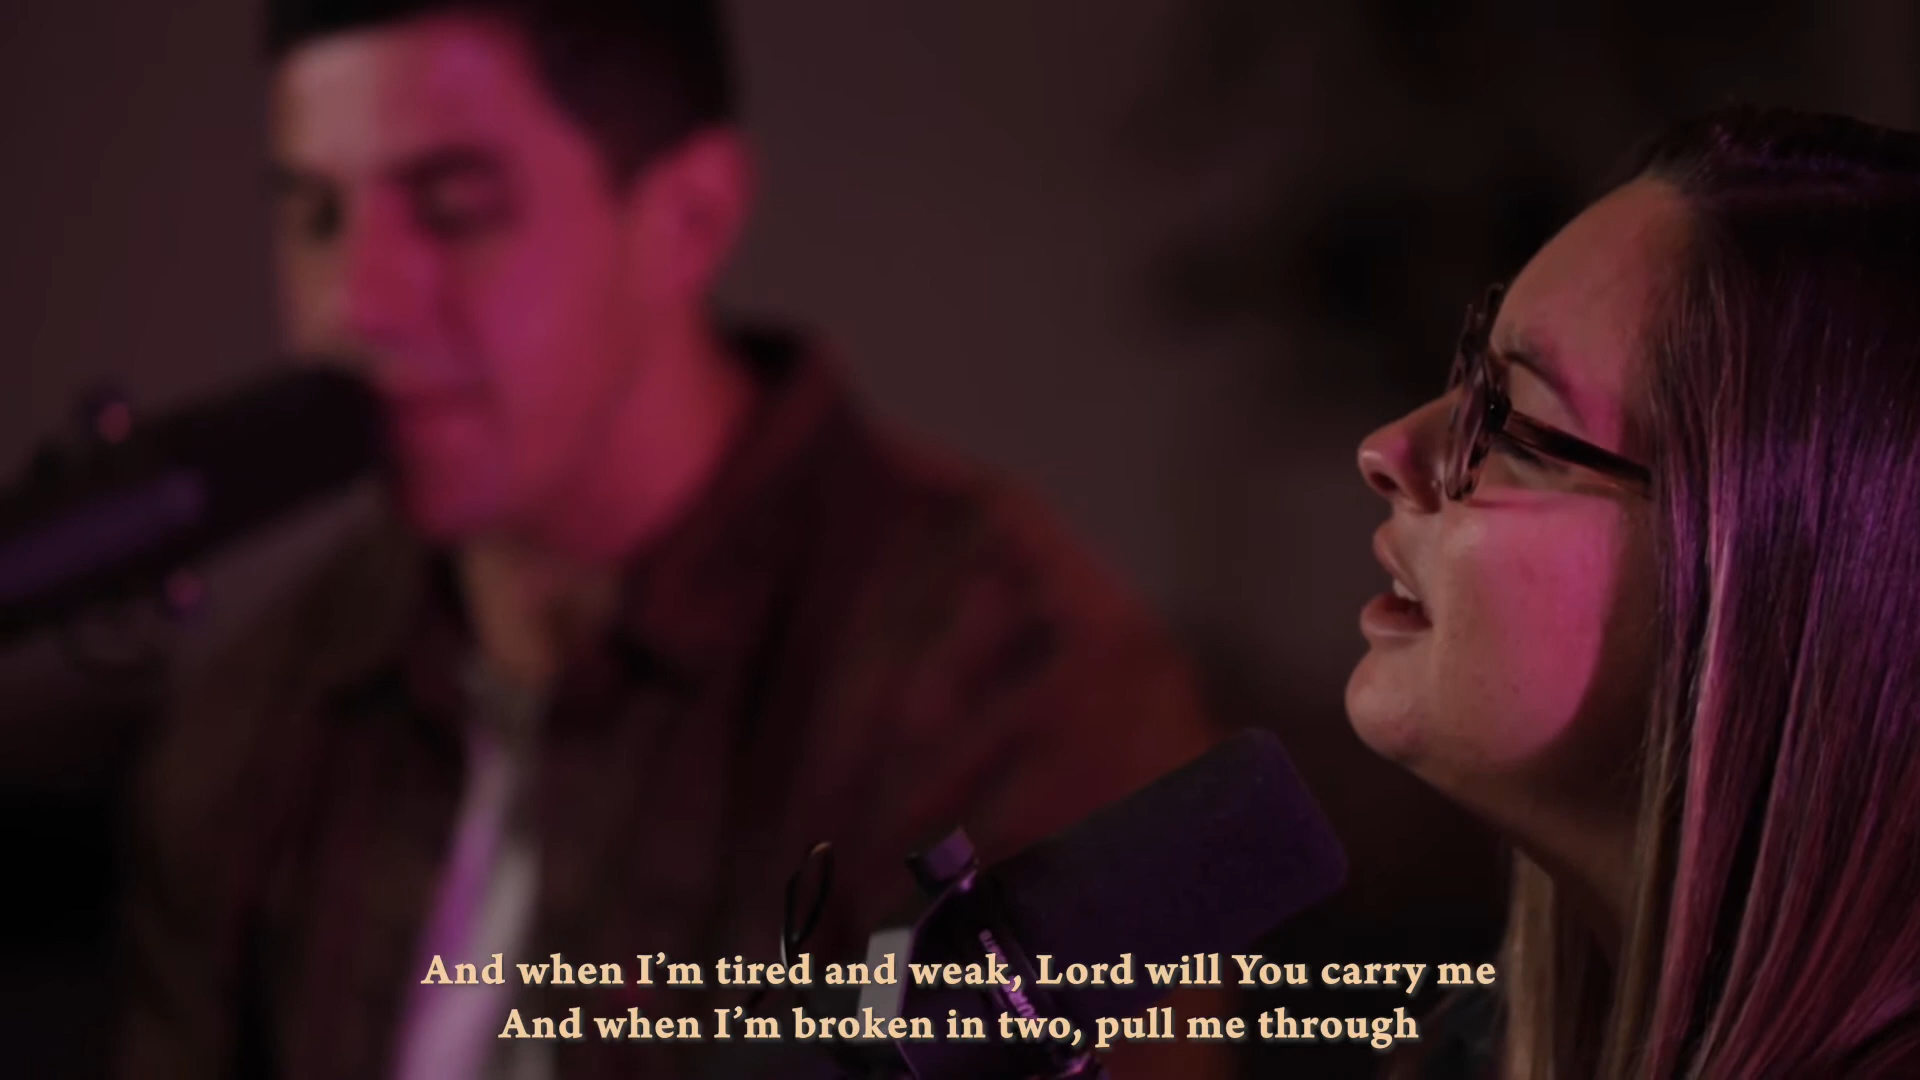 And when I’m tired and weak, Lord will You carry me
And when I’m broken in two, pull me through